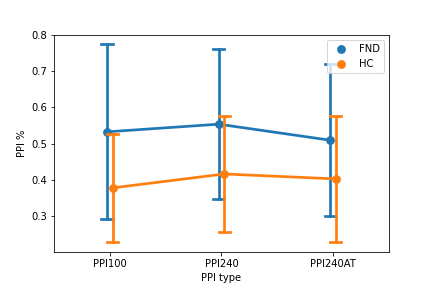 0.8
0.7
0.6
0.5
0.4
0.3
PPI %
PPI100
PPI240
PPI240AT
PPI type
FND
HC